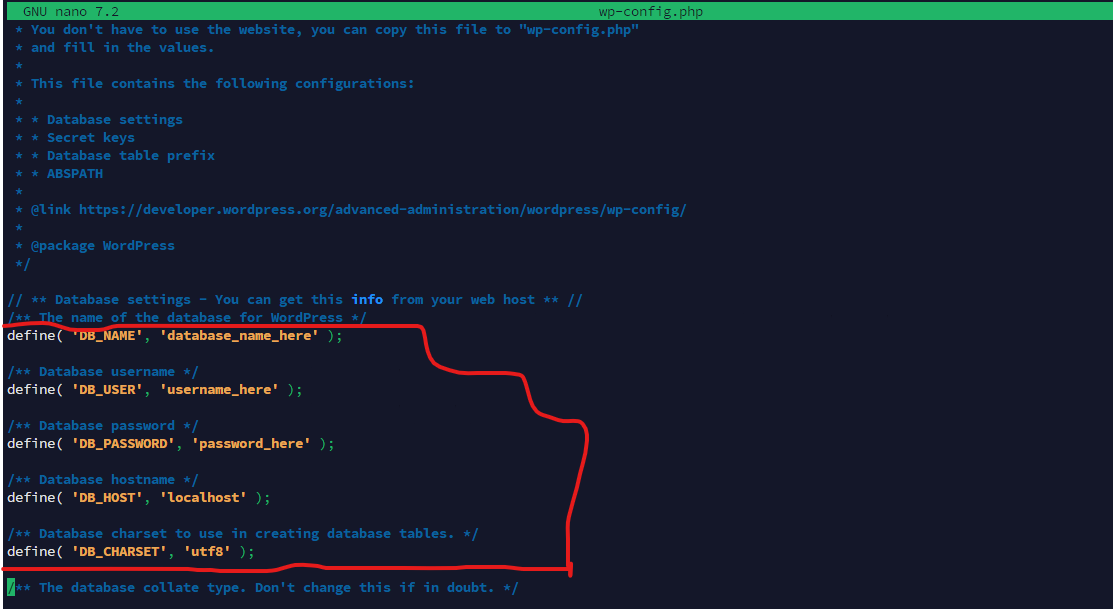 GNU nano 7.2 wp-config.php
* You don't have to use the website, you can copy this file to "wp-config.php"
* and fill in the values.
*
* This file contains the following configurations:
*
* * Database settings
* * Secret keys
* * Database table prefix
* * ABSPATH
*
* @link https://developer.wordpress.org/advanced-administration/wordpress/wp-config/
*
* @package WordPress
*/
// ** Database settings - You can get this info from your web host ** //
/** The name of the database for WordPress */
define( 'DB_NAME', 'database_name_here' );
/** Database username */
define( 'DB_USER', 'username_here' );
/** Database password */
define( 'DB_PASSWORD', 'password_here' );
/** Database hostname */
define( 'DB_HOST', 'localhost' );
/** Database charset to use in creating database tables. */
define( 'DB_CHARSET', 'utf8' );
/** The database collate type. Don't change this if in doubt. */